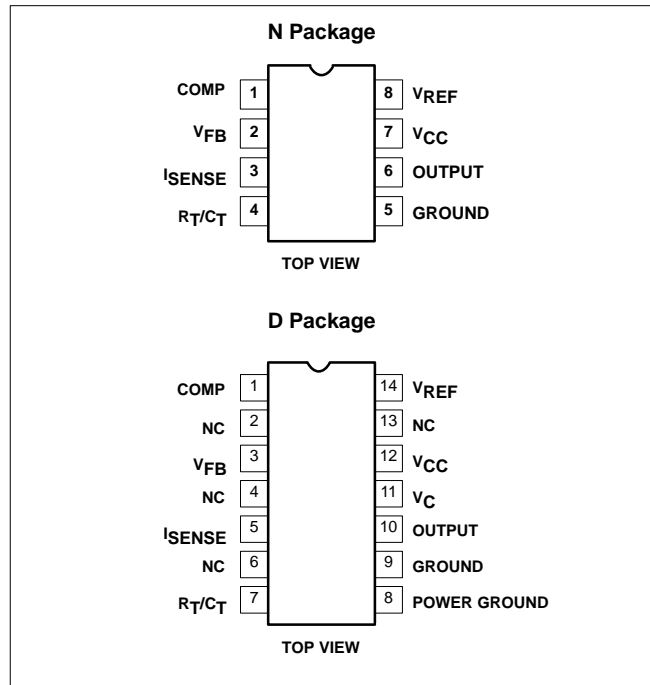 N Package
COMP 1 8 VREF
VFB 2 7 VCC
ISENSE 3 6 OUTPUT
RT/CT 4 5 GROUND
TOP VIEW
D Package
COMP 1 14 VREF
NC 2 13 NC
VFB 3 12 VCC
NC 4 11 VC
ISENSE 5 10 OUTPUT
NC 6 9 GROUND
RT/CT 7 8 POWER GROUND
TOP VIEW